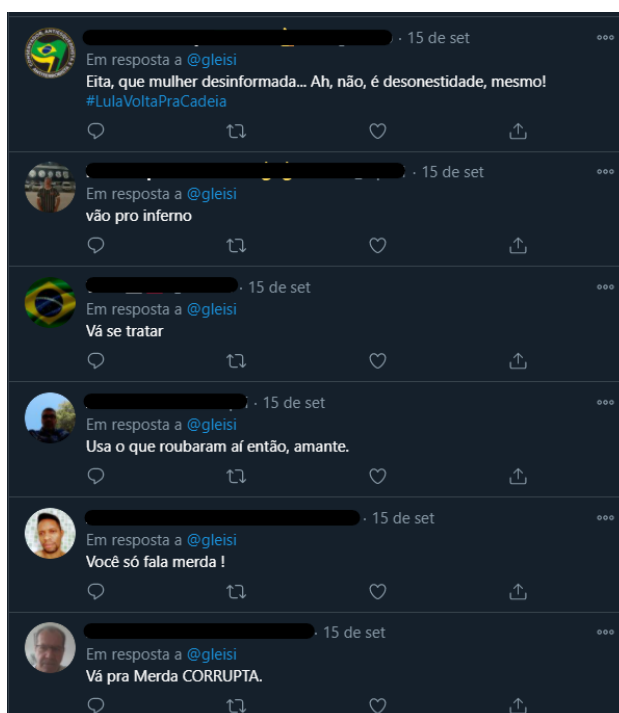 · 15 de set
Em resposta a @gleisi
Eita, que mulher desinformada... Ah, não, é desonestidade, mesmo!
#LulaVoltaPraCadeia
· 15 de set
Em resposta a @gleisi
vão pro inferno
· 15 de set
Em resposta a @gleisi
Vá se tratar
· 15 de set
Em resposta a @gleisi
Usa o que roubaram aí então, amante.
· 15 de set
Em resposta a @gleisi
Você só fala merda !
· 15 de set
Em resposta a @gleisi
Vá pra Merda CORRUPTA.